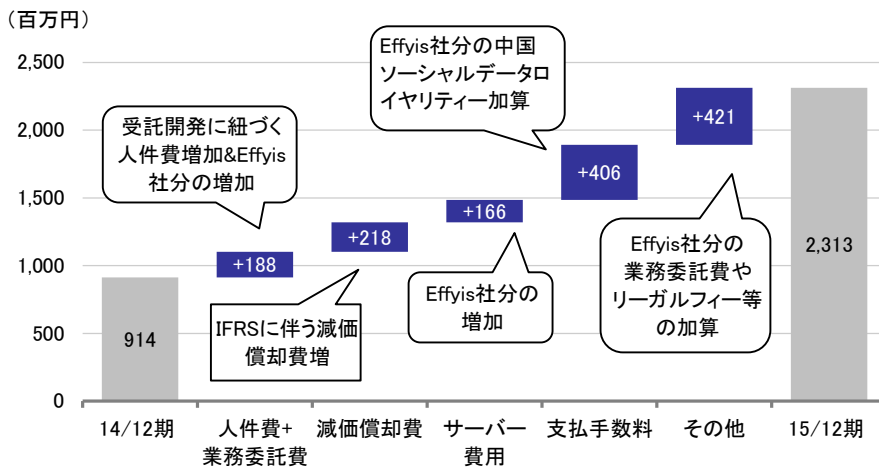 （百万円）
2,500
2,000
1,500
1,000
500
0
受託開発に紐づく
人件費増加&Effyis
社分の増加
IFRSに伴う減価
償却費増
Effyis社分の
増加
Effyis社分の中国
ソーシャルデータロ
イヤリティー加算
Effyis社分の
業務委託費や
リーガルフィー等
の加算
914
+188
+218
+166
+406
+421
2,313
14/12期
人件費+
業務委託費
減価償却費
サーバー
費用
支払手数料
その他
15/12期